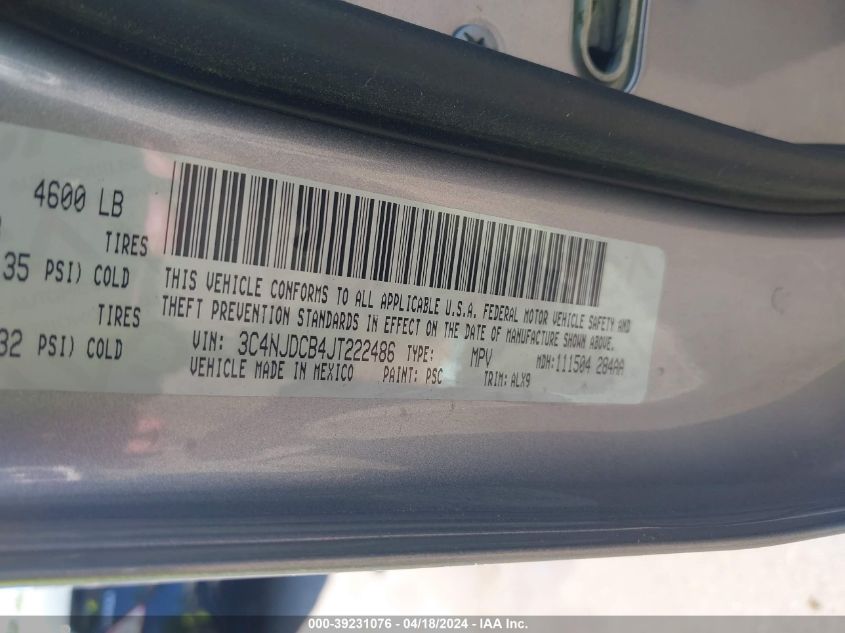 4600 LB
TIRES
35 PSI) COLD
TIRES
32 PSI) COLD
THIS VEHICLE CONFORMS TO ALL APPLICABLE U.S.A. FEDERAL MOTOR VEHICLE SAFETY AND
THEFT PREVENTION STANDARDS IN EFFECT ON THE DATE OF MANUFACTURE SHOWN ABOVE.
VIN: 3C4NJDCB4JT222486 TYPE: MPV MDH: 111504 284AA
VEHICLE MADE IN MEXICO PAINT: PSC TRIM: ALX9
000-39231076 - 04/18/2024 - IAA Inc.